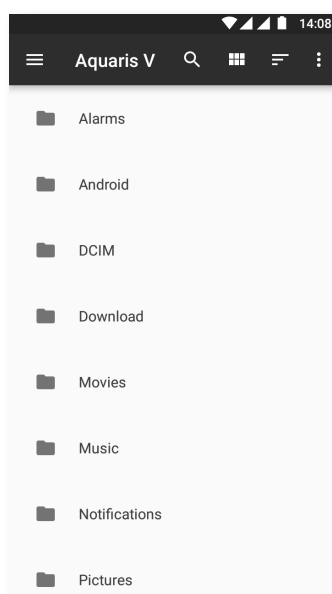 14:08
Aquaris V
Alarms
Android
DCIM
Download
Movies
Music
Notifications
Pictures